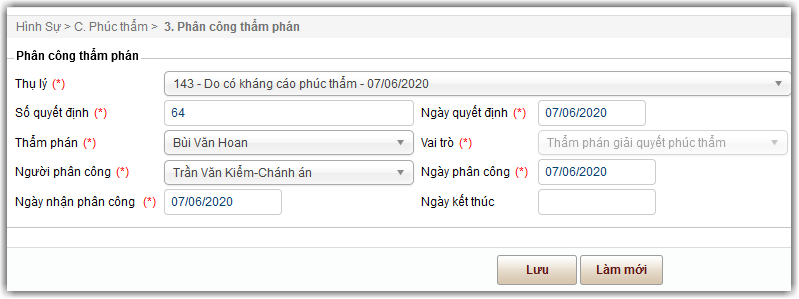 Hình Sự > C. Phúc thẩm > 3. Phân công thẩm phán
Phân công thẩm phán
Thụ lý (*) 143 - Do có kháng cáo phúc thẩm - 07/06/2020
Số quyết định (*) 64 Ngày quyết định (*) 07/06/2020
Thẩm phán (*) Bùi Văn Hoan Vai trò (*) Thẩm phán giải quyết phúc thẩm
Người phân công (*) Trần Văn Kiểm-Chánh án Ngày phân công (*) 07/06/2020
Ngày nhận phân công (*) 07/06/2020 Ngày kết thúc
Lưu Làm mới